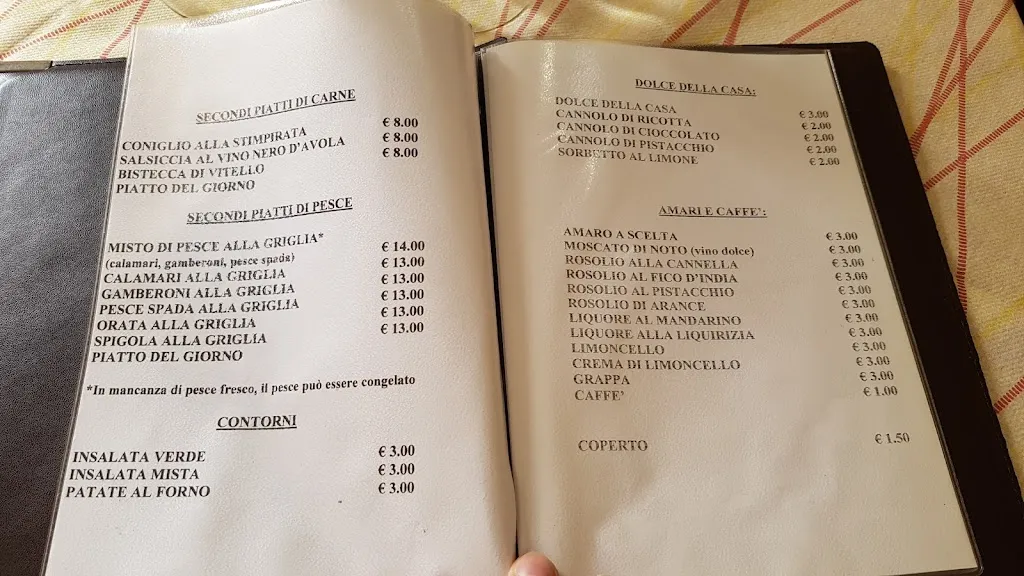 SECONDI PIATTI DI CARNE
CONIGLIO ALLA STIMPIRATA € 8.00
SALSICCIA AL VINO NERO D'AVOLA € 8.00
BISTECCA DI VITELLO € 8.00
PIATTO DEL GIORNO
SECONDI PIATTI DI PESCE
MISTO DI PESCE ALLA GRIGLIA* € 14.00
(calamari, gamberoni, pesce spada)
CALAMARI ALLA GRIGLIA € 13.00
GAMBERONI ALLA GRIGLIA € 13.00
PESCE SPADA ALLA GRIGLIA € 13.00
ORATA ALLA GRIGLIA € 13.00
SPIGOLA ALLA GRIGLIA € 13.00
PIATTO DEL GIORNO
*In mancanza di pesce fresco, il pesce può essere congelato
CONTORNI
INSALATA VERDE € 3.00
INSALATA MISTA € 3.00
PATATE AL FORNO € 3.00
DOLCE DELLA CASA:
DOLCE DELLA CASA € 3.00
CANNOLO DI RICOTTA € 2.00
CANNOLO DI CIOCCOLATO € 2.00
CANNOLO DI PISTACCHIO € 2.00
SORBETTO AL LIMONE € 2.00
AMARI E CAFFE':
AMARO A SCELTA € 3.00
MOSCATO DI NOTO (vino dolce) € 3.00
ROSOLIO ALLA CANNELLA € 3.00
ROSOLIO AL FICO D'INDIA € 3.00
ROSOLIO AL PISTACCHIO € 3.00
ROSOLIO DI ARANCE € 3.00
LIQUORE AL MANDARINO € 3.00
LIQUORE ALLA LIQUIRIZIA € 3.00
LIMONCELLO € 3.00
CREMA DI LIMONCELLO € 3.00
GRAPPA € 3.00
CAFFE' € 1.00
COPERTO € 1.50